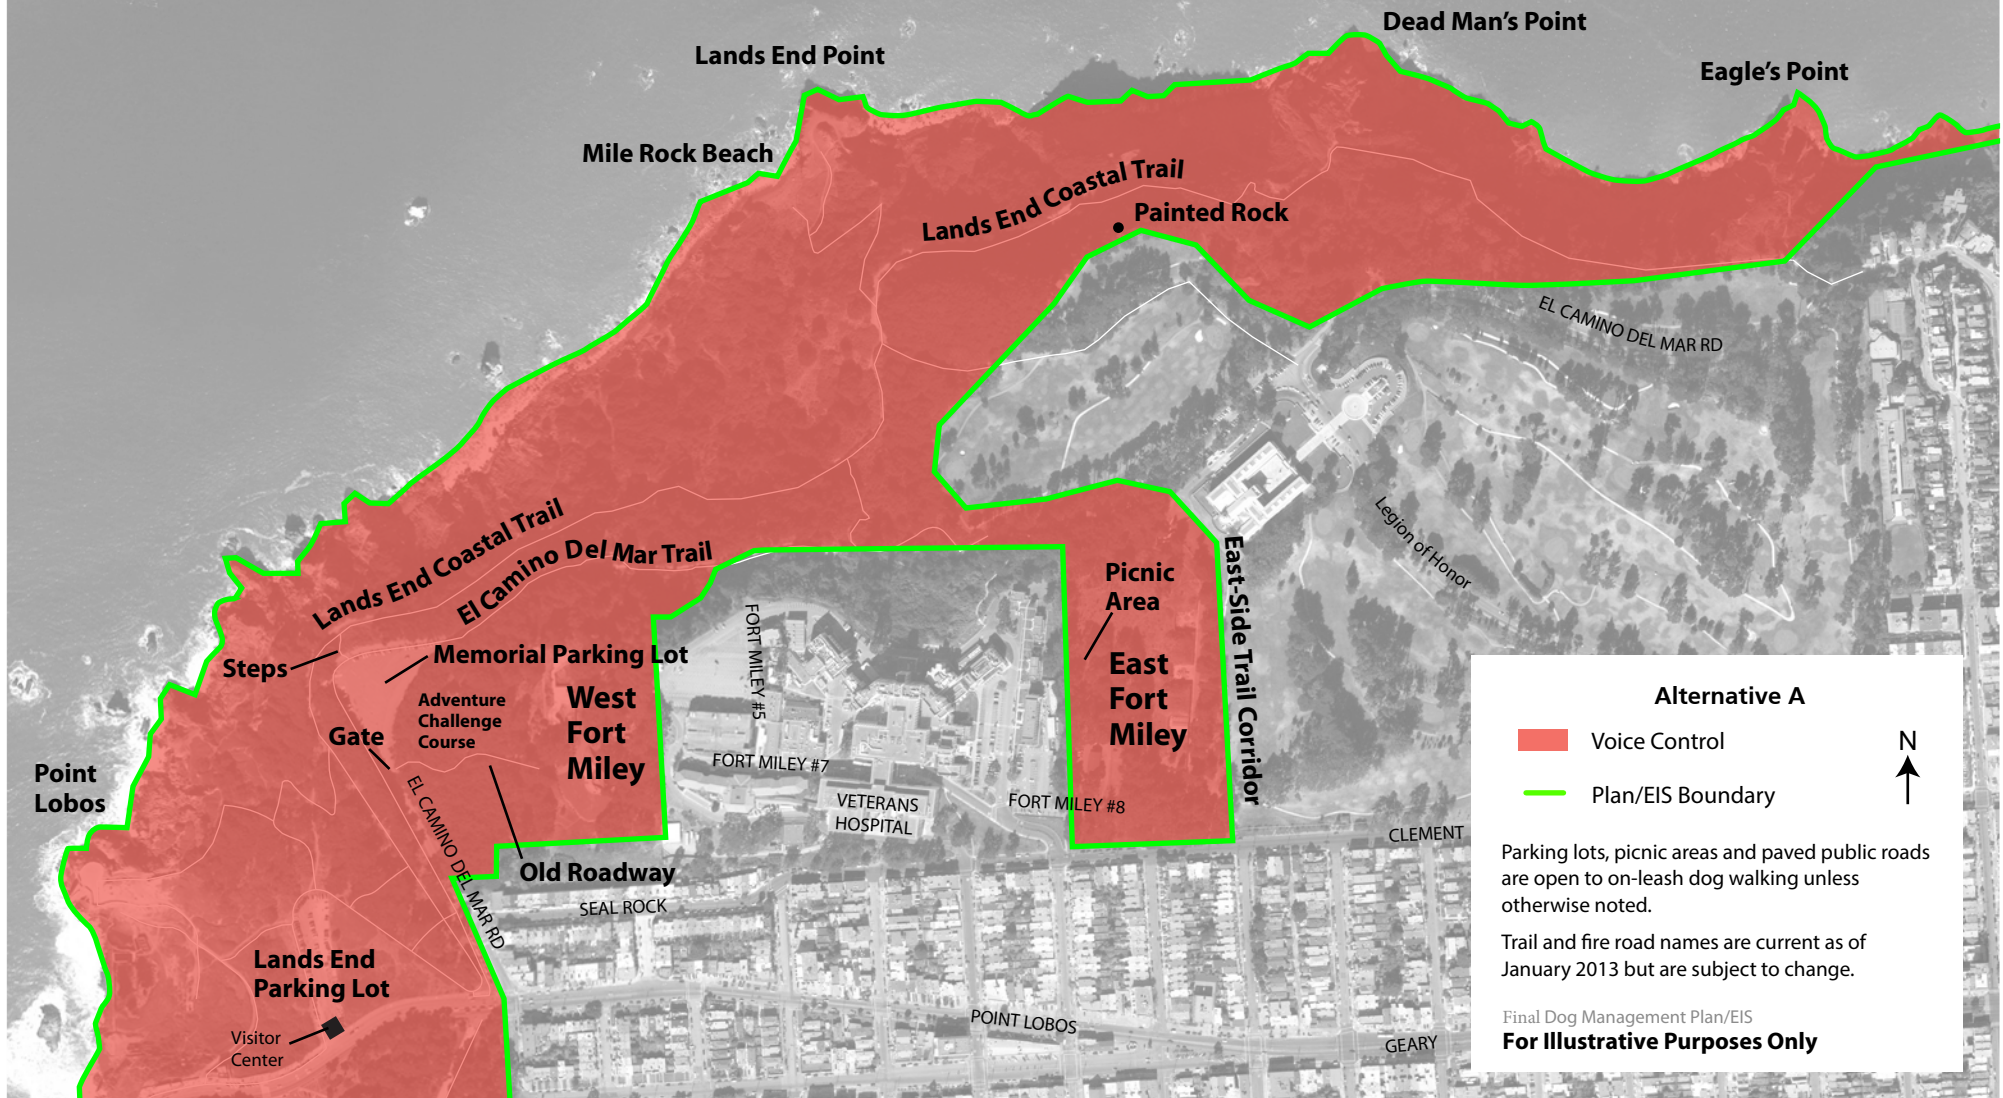 Dead Man's Point
Lands End Point
Eagle's Point
Mile Rock Beach
Lands End Coastal Trail
Painted Rock
EL CAMINO DEL MAR RD
Legion of Honor
Lands End Coastal Trail
El Camino Del Mar Trail
Steps
Memorial Parking Lot
Adventure
Challenge
Course
Gate
West
Fort
Miley
FORT MILEY #5
FORT MILEY #7
VETERANS
HOSPITAL
FORT MILEY #8
Picnic
Area
East
Fort
Miley
East-Side Trail Corridor
Point
Lobos
EL CAMINO DEL MAR RD
Old Roadway
SEAL ROCK
CLEMENT
Lands End
Parking Lot
Visitor
Center
POINT LOBOS
GEARY
Alternative A
Voice Control
N
Plan/EIS Boundary
Parking lots, picnic areas and paved public roads
are open to on-leash dog walking unless
otherwise noted.
Trail and fire road names are current as of
January 2013 but are subject to change.
Final Dog Management Plan/EIS
For Illustrative Purposes Only